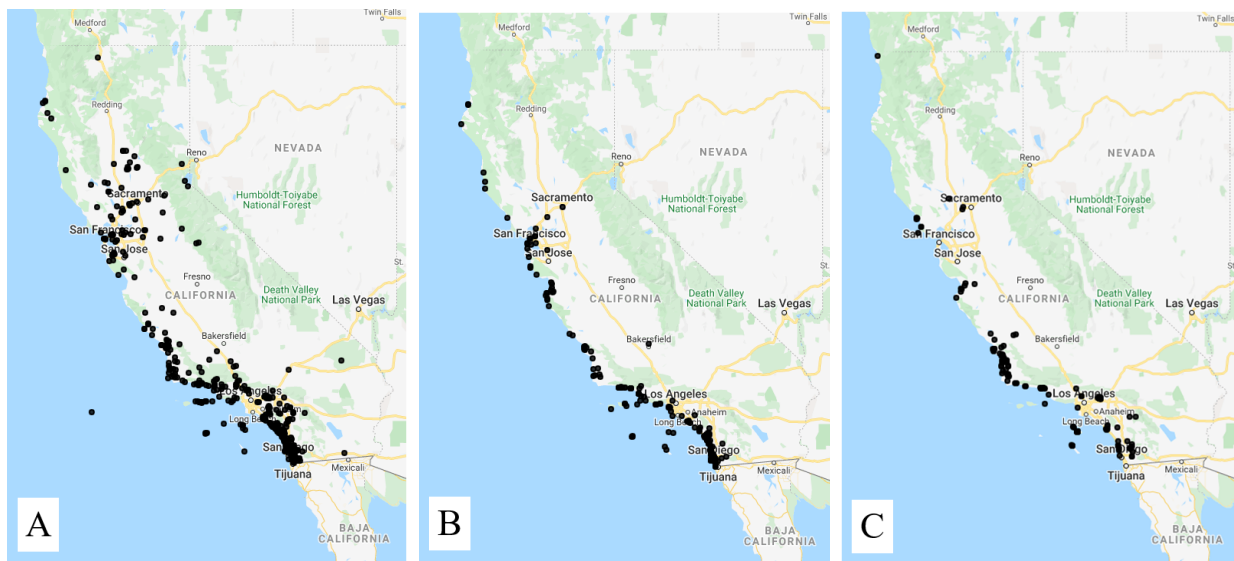 Medford
Twin Falls
Redding
Reno
NEVADA
Sacramento
Humboldt-Toiyabe
National Forest
San Francisco
San Jose
Fresno
St.
Death Valley
National Park
CALIFORNIA
Las Vegas
Bakersfield
Los Angeles
Anaheim
Long Beach
San Diego
Mexicali
Tijuana
BAJA
CALIFORNIA
A
Medford
Twin Falls
Redding
Reno
NEVADA
Sacramento
Humboldt-Toiyabe
National Forest
San Francisco
San Jose
Fresno
St.
Death Valley
National Park
CALIFORNIA
Las Vegas
Bakersfield
Los Angeles
Anaheim
Long Beach
San Diego
Mexicali
Tijuana
BAJA
CALIFORNIA
B
Medford
Twin Fal
Redding
Reno
NEVADA
Sacramento
Humboldt-Toiyabe
National Forest
San Francisco
San Jose
Fresno
Death Valley
National Park
CALIFORNIA
Las Vegas
Bakersfield
Los Angeles
Anaheim
Long Beach
San Diego
Mexicali
Tijuana
BAJA
CALIFORNIA
C